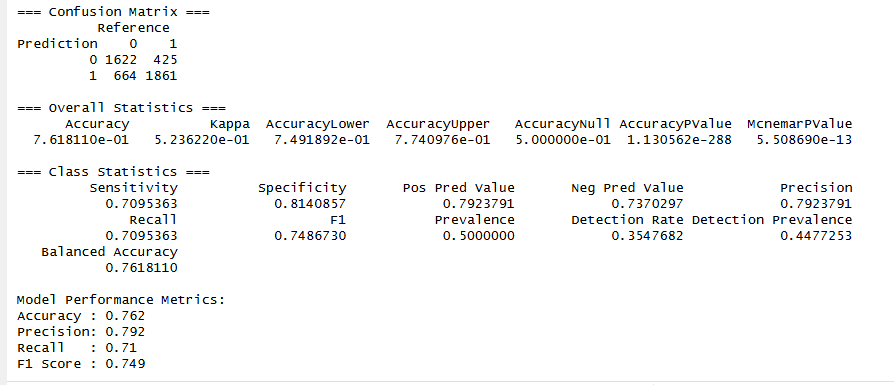 === Confusion Matrix ===
          Reference
Prediction    0    1
         0 1622  425
         1  664 1861
=== Overall Statistics ===
      Accuracy          Kappa  AccuracyLower  AccuracyUpper   AccuracyNull AccuracyPValue  McnemarPValue
  7.618110e-01   5.236220e-01   7.491892e-01   7.740976e-01   5.000000e-01  1.130562e-288   5.508690e-13
=== Class Statistics ===
         Sensitivity          Specificity       Pos Pred Value       Neg Pred Value            Precision
           0.7095363            0.8140857            0.7923791            0.7370297            0.7923791
              Recall                   F1           Prevalence       Detection Rate Detection Prevalence
           0.7095363            0.7486730            0.5000000            0.3547682            0.4477253
   Balanced Accuracy
           0.7618110
Model Performance Metrics:
Accuracy : 0.762
Precision: 0.792
Recall   : 0.71
F1 Score : 0.749